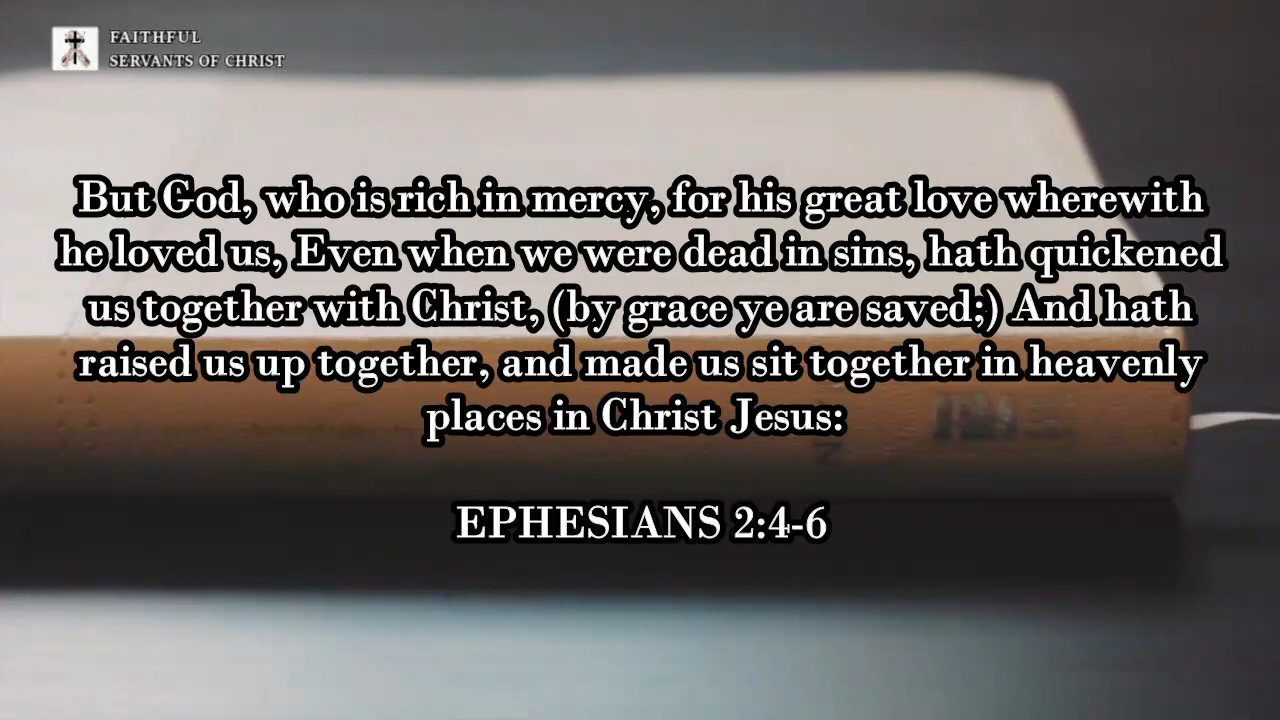 FAITHFUL
SERVANTS OF CHRIST
But God, who is rich in mercy, for his great love wherewith
he loved us, Even when we were dead in sins, hath quickened
us together with Christ, (by grace ye are saved;) And hath
raised us up together, and made us sit together in heavenly
places in Christ Jesus:
EPHESIANS 2:4-6